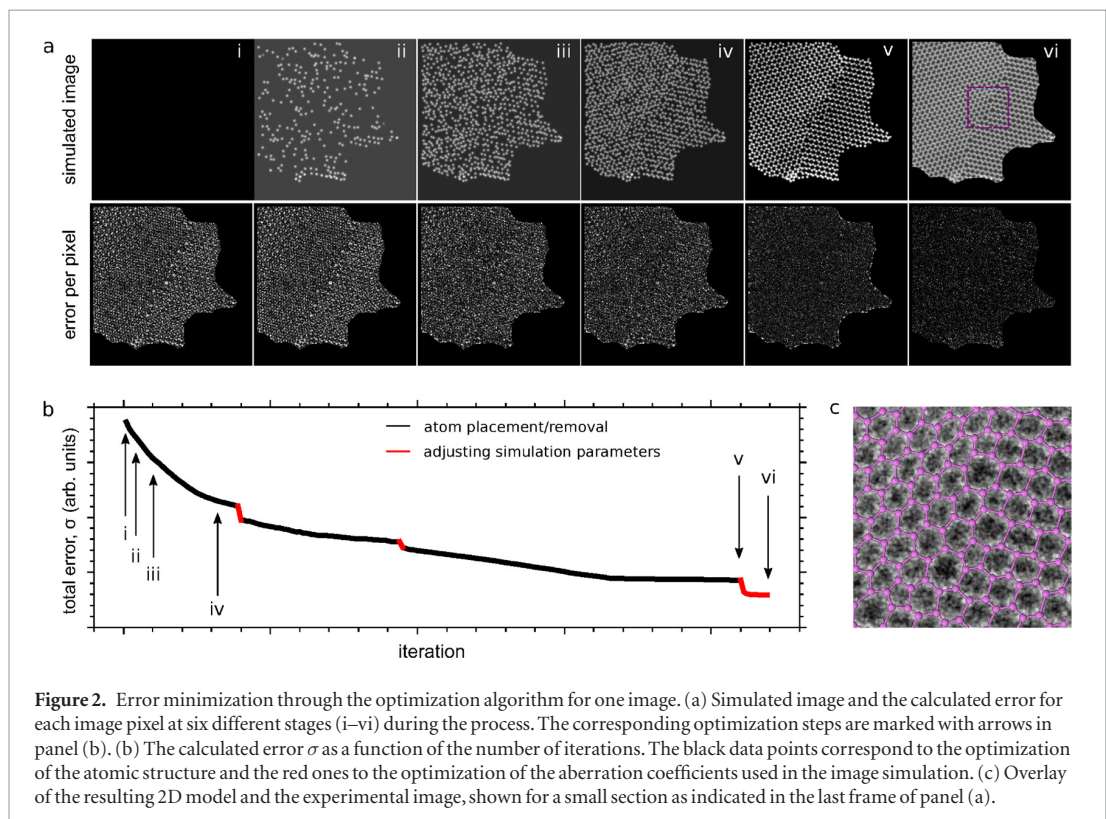 a
simulated image
i
ii
iii
iv
v
vi
error per pixel
b
total error, σ (arb. units)
atom placement/removal
adjusting simulation parameters
i
ii
iii
iv
v
vi
iteration
c
Figure 2. Error minimization through the optimization algorithm for one image. (a) Simulated image and the calculated error for
each image pixel at six different stages (i–vi) during the process. The corresponding optimization steps are marked with arrows in
panel (b). (b) The calculated error σ as a function of the number of iterations. The black data points correspond to the optimization
of the atomic structure and the red ones to the optimization of the aberration coefficients used in the image simulation. (c) Overlay
of the resulting 2D model and the experimental image, shown for a small section as indicated in the last frame of panel (a).